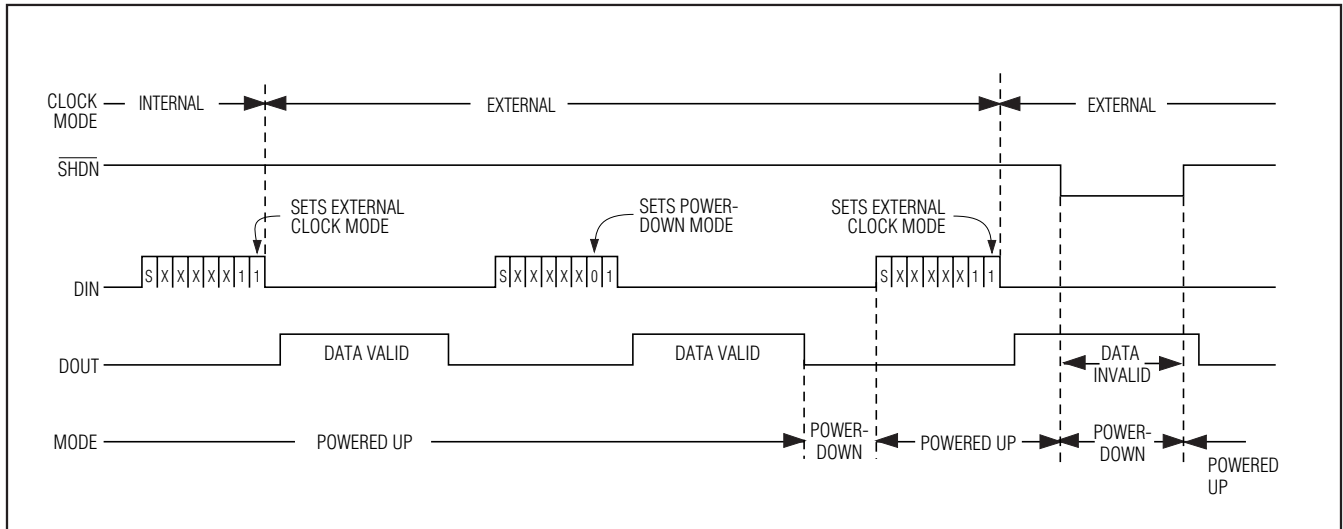 CLOCK
MODE
INTERNAL
EXTERNAL
EXTERNAL
SHDN
SETS EXTERNAL
CLOCK MODE
SETS POWER-
DOWN MODE
SETS EXTERNAL
CLOCK MODE
DIN
S X X X X X 1 1
S X X X X X 0 1
S X X X X X 1 1
DOUT
DATA VALID
DATA VALID
DATA
INVALID
MODE
POWERED UP
POWER-
DOWN
POWERED UP
POWER-
DOWN
POWERED
UP